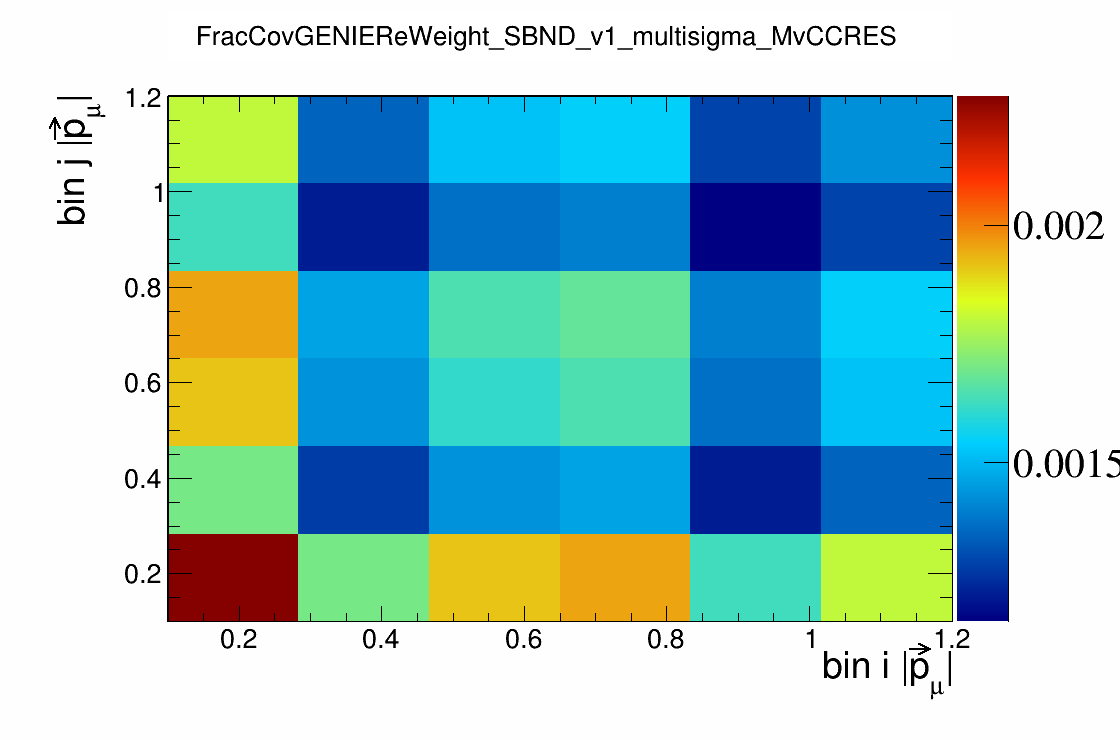 FracCovGENIEReWeight_SBND_v1_multisigma_MvCCRES
bin j |p⃗μ|
1.2
1
0.8
0.6
0.4
0.2
0.2 0.4 0.6 0.8 1 1.2
bin i |p⃗μ|
0.002
0.0015